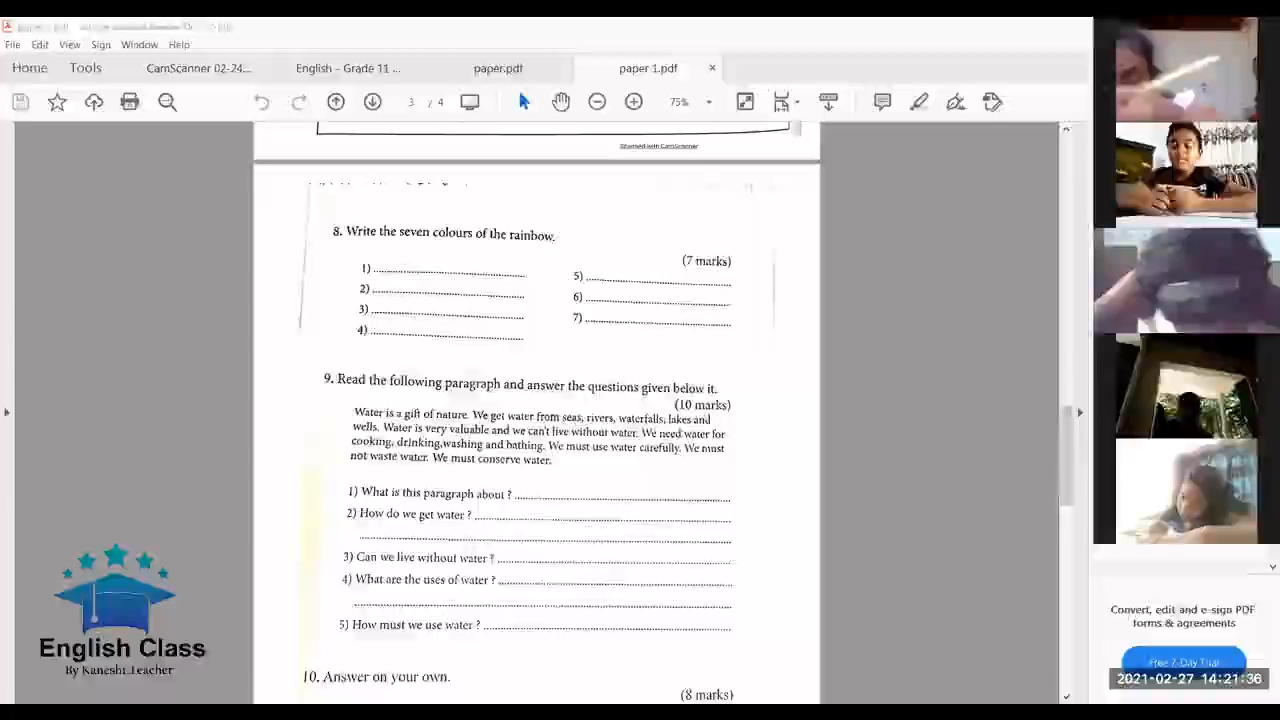 File Edit View Sign Window Help
Home Tools CamScanner 02-24... English – Grade 11 ... paper.pdf paper 1.pdf ×
3 / 4 75%
Scanned with CamScanner
8. Write the seven colours of the rainbow.
(7 marks)
1) 5)
2) 6)
3) 7)
4)
9. Read the following paragraph and answer the questions given below it.
(10 marks)
Water is a gift of nature. We get water from seas, rivers, waterfalls, lakes and
wells. Water is very valuable and we can't live without water. We need water for
cooking, drinking,washing and bathing. We must use water carefully. We must
not waste water. We must conserve water.
1) What is this paragraph about ?
2) How do we get water ?
3) Can we live without water ?
4) What are the uses of water ?
5) How must we use water ?
10. Answer on your own.
(8 marks)
English Class
By Kaneshi Teacher
Convert, edit and e-sign PDF
forms & agreements
Free 7-Day Trial
2021-02-27 14:21:36